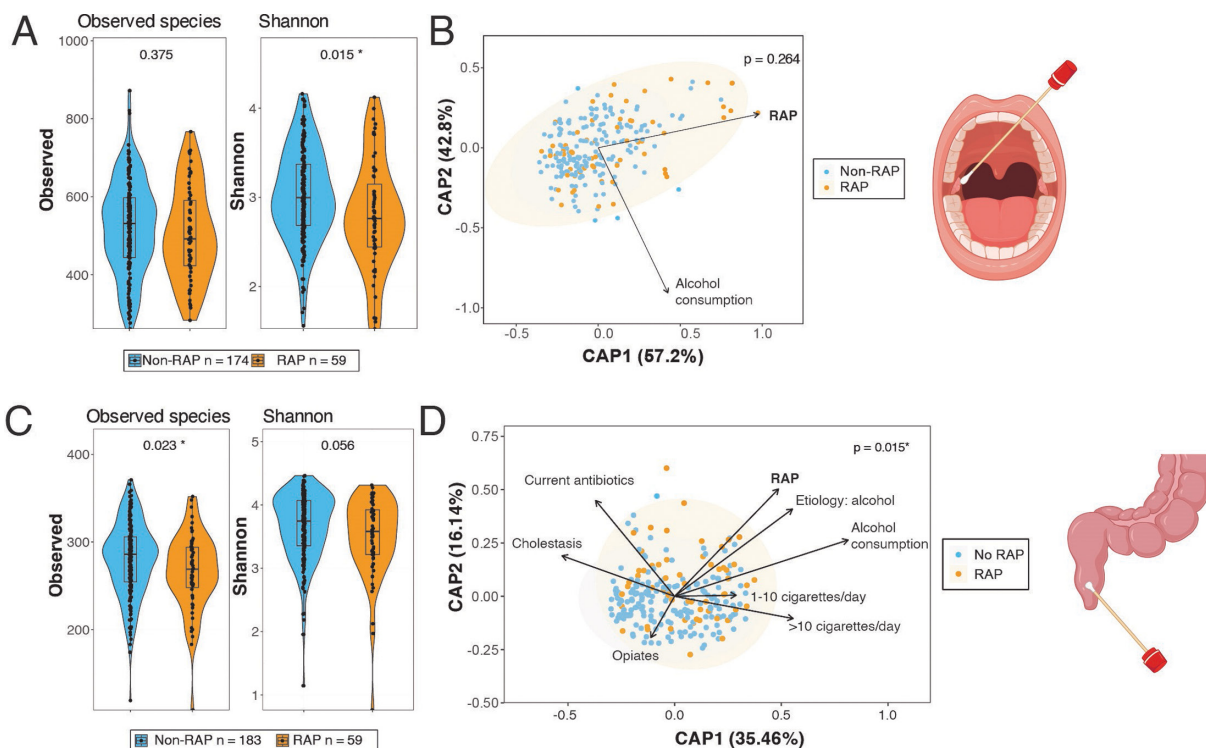 A
Observed species
Shannon
Observed
1000
800
600
400
0.375
Shannon
4
3
2
0.015 *
Non-RAP n = 174
RAP n = 59
B
CAP2 (42.8%)
0.5
0.0
-0.5
-1.0
p = 0.264
RAP
Alcohol
consumption
-0.5
0.0
0.5
1.0
CAP1 (57.2%)
Non-RAP
RAP
C
Observed species
Shannon
Observed
400
300
200
0.023 *
Shannon
5
4
3
2
1
0.056
Non-RAP n = 183
RAP n = 59
D
CAP2 (16.14%)
0.75
0.50
0.25
0.00
-0.25
-0.50
p = 0.015*
Current antibiotics
RAP
Etiology: alcohol
Cholestasis
Alcohol
consumption
1-10 cigarettes/day
>10 cigarettes/day
Opiates
-0.5
0.0
0.5
1.0
CAP1 (35.46%)
No RAP
RAP